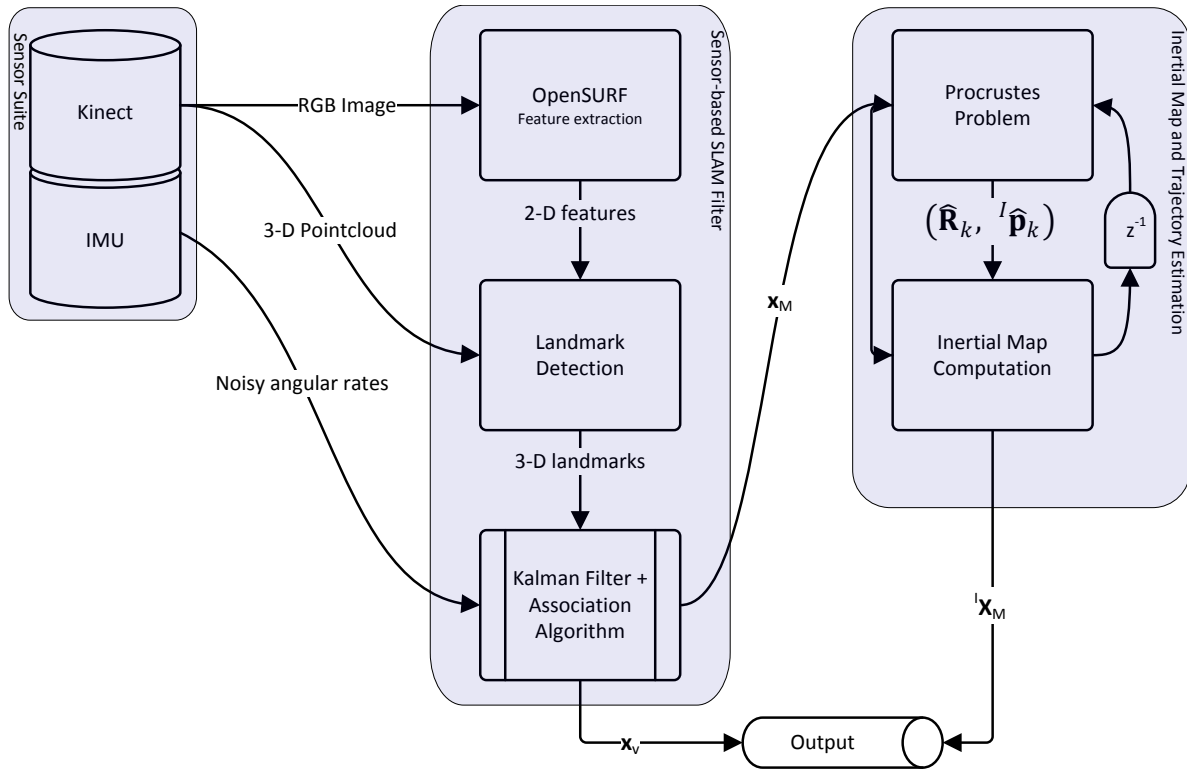 Sensor Suite
Kinect
IMU
RGB Image
3-D Pointcloud
Noisy angular rates
Sensor-based SLAM Filter
OpenSURF
Feature extraction
2-D features
Landmark
Detection
3-D landmarks
Kalman Filter +
Association
Algorithm
x_M
x_v
Inertial Map and Trajectory Estimation
Procrustes
Problem
(R̂_k, ^I p̂_k)
z^-1
Inertial Map
Computation
^I X_M
Output